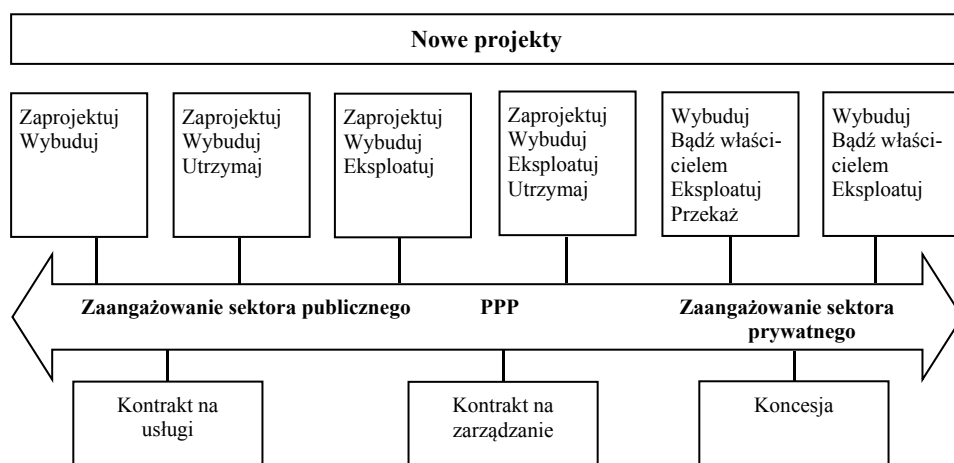 Nowe projekty
Zaprojektuj
Wybuduj
Zaprojektuj
Wybuduj
Utrzymaj
Zaprojektuj
Wybuduj
Eksploatuj
Zaprojektuj
Wybuduj
Eksploatuj
Utrzymaj
Wybuduj
Bądź właści-
cielem
Eksploatuj
Przekaż
Wybuduj
Bądź właści-
cielem
Eksploatuj
Zaangażowanie sektora publicznego
PPP
Zaangażowanie sektora
prywatnego
Kontrakt na
usługi
Kontrakt na
zarządzanie
Koncesja